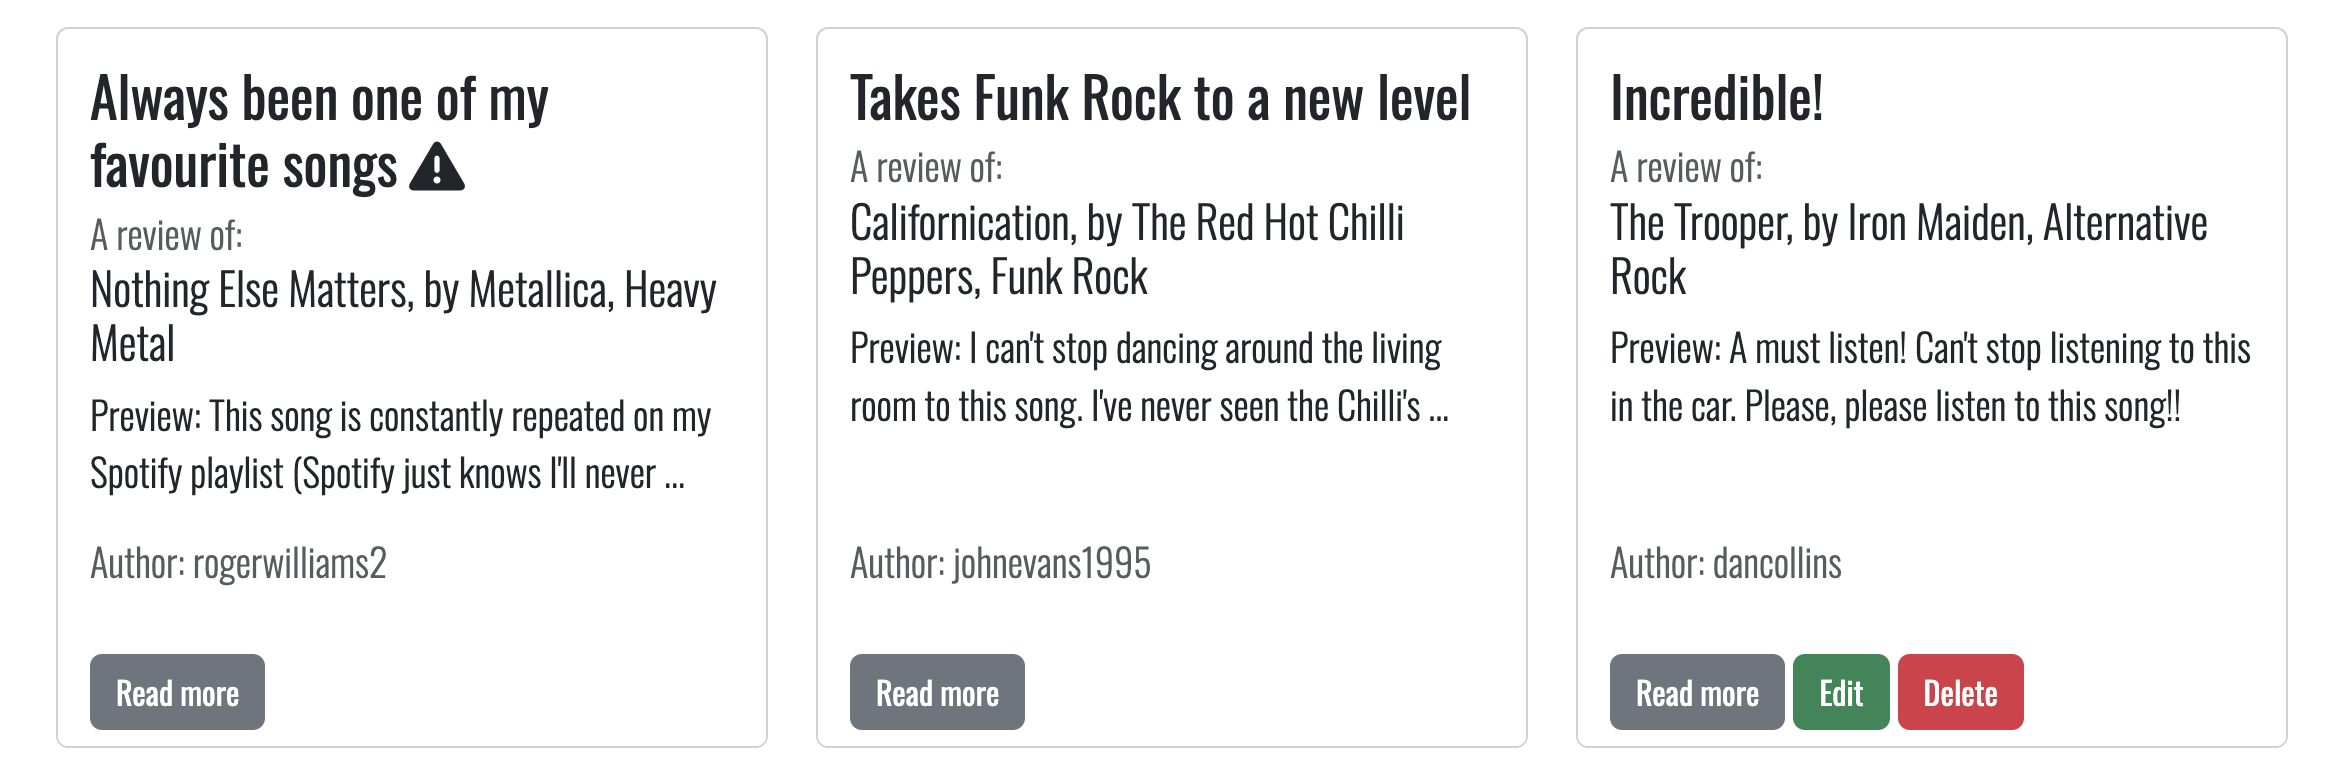 Always been one of my
favourite songs
A review of:
Nothing Else Matters, by Metallica, Heavy
Metal
Preview: This song is constantly repeated on my
Spotify playlist (Spotify just knows I'll never ...
Author: rogerwilliams2
Read more
Takes Funk Rock to a new level
A review of:
Californication, by The Red Hot Chilli
Peppers, Funk Rock
Preview: I can't stop dancing around the living
room to this song. I've never seen the Chilli's ...
Author: johnevans1995
Read more
Incredible!
A review of:
The Trooper, by Iron Maiden, Alternative
Rock
Preview: A must listen! Can't stop listening to this
in the car. Please, please listen to this song!!
Author: dancollins
Read more
Edit
Delete